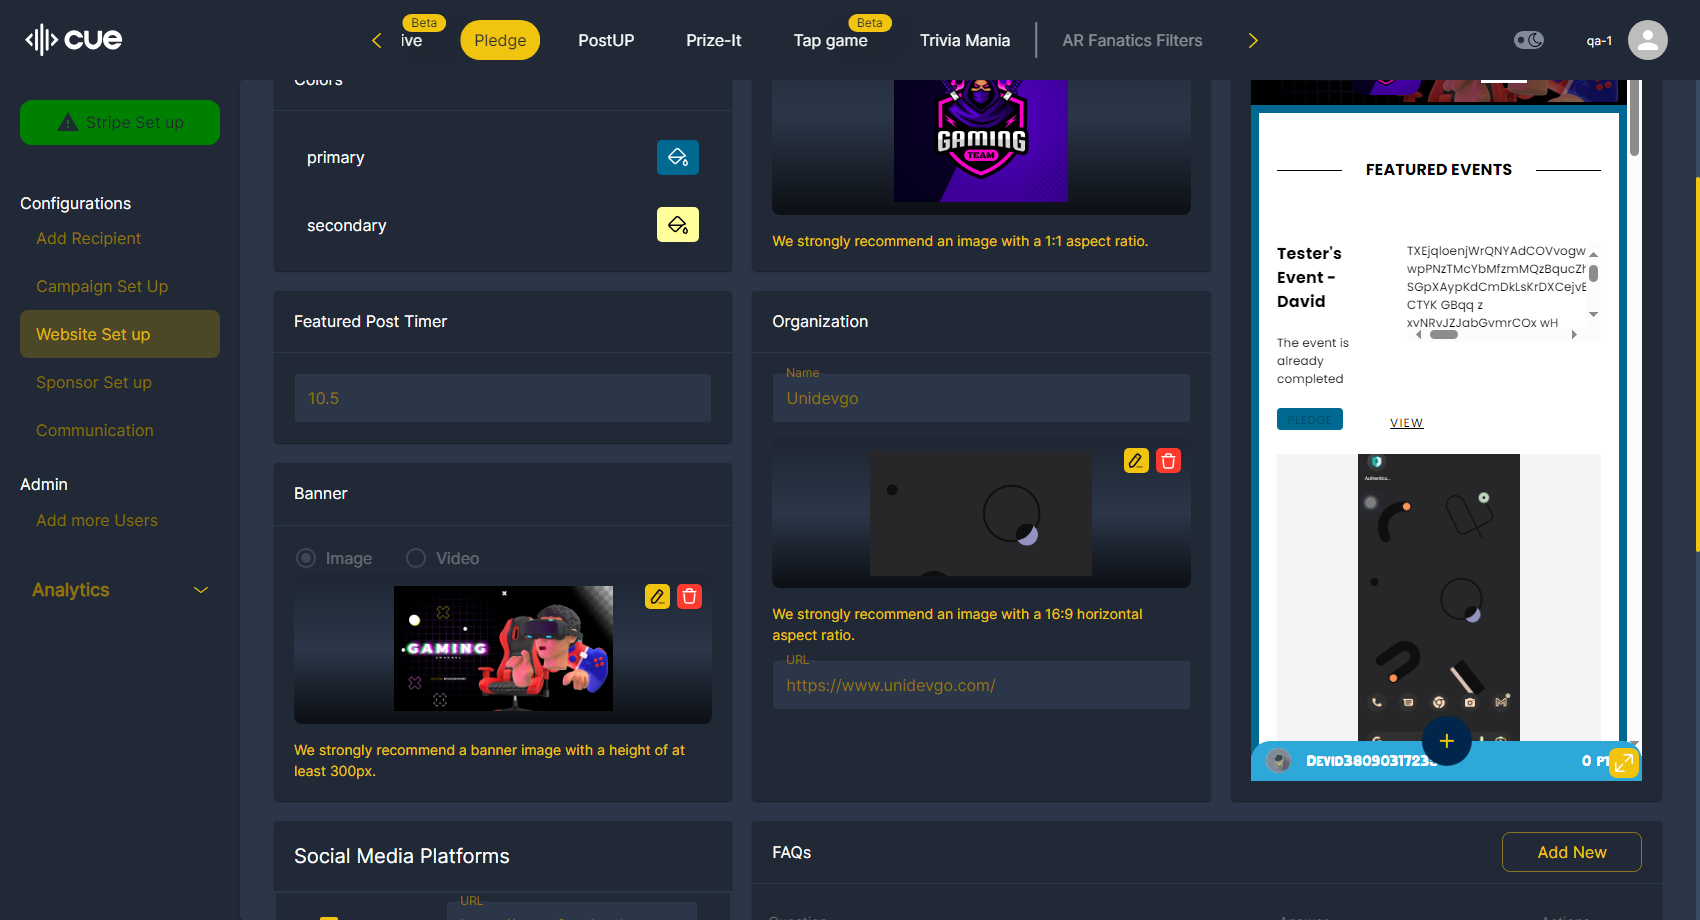 cue
Beta
ive
Pledge
PostUP
Prize-It
Tap game
Beta
Trivia Mania
AR Fanatics Filters
qa-1
Stripe Set up
Configurations
Add Recipient
Campaign Set Up
Website Set up
Sponsor Set up
Communication
Admin
Add more Users
Analytics
Colors
primary
secondary
Featured Post Timer
10.5
Banner
Image
Video
GAMING
We strongly recommend a banner image with a height of at
least 300px.
Social Media Platforms
URL
GAMING
TEAM
We strongly recommend an image with a 1:1 aspect ratio.
Organization
Name
Unidevgo
We strongly recommend an image with a 16:9 horizontal
aspect ratio.
URL
https://www.unidevgo.com/
FAQs
Add New
Question
Answer
Actions
FEATURED EVENTS
Tester's
Event -
David
The event is
already
completed
PLEDGE
VIEW
TXEjqloenjWrQNYAdCOVvogw
wpPNzTMcYbMfzmMQzBqucZh
SGpXAypKdCmDkLsKrDXCejvE
CTYK GBqq z
xvNRvJZJabGvmrCOx wH
Authentica...
+
Devid3809031723
0 PT